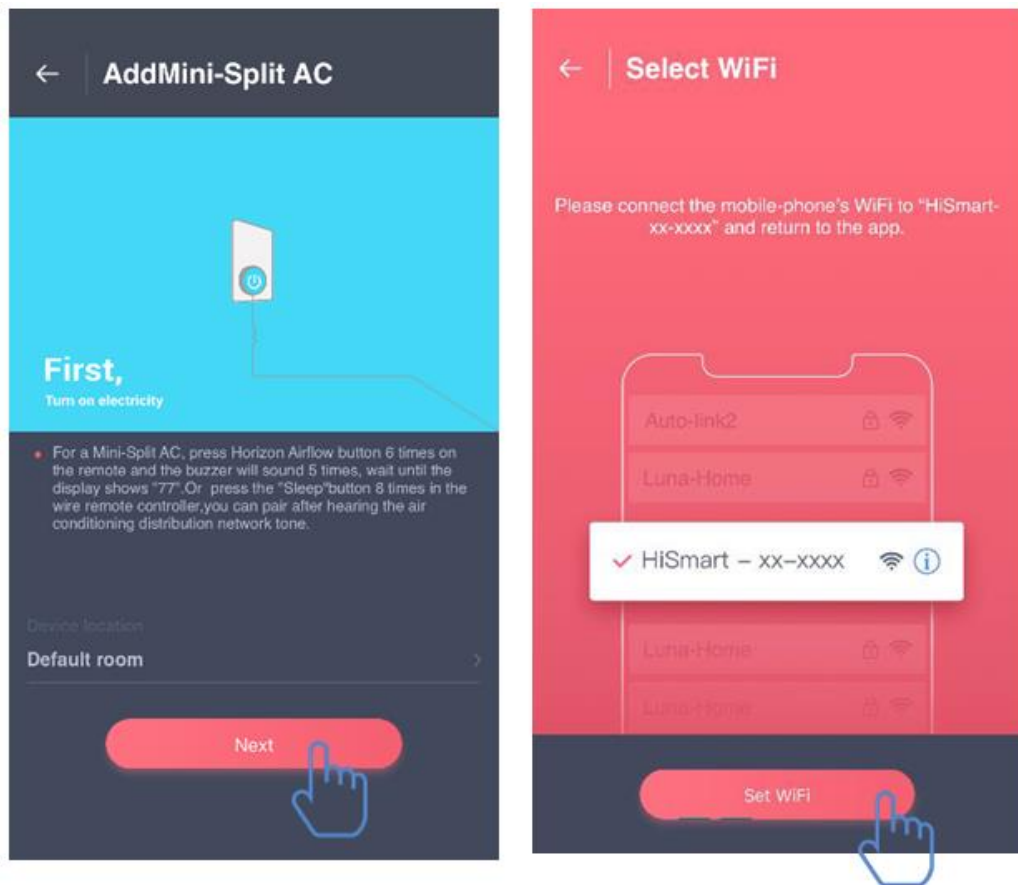 AddMini-Split AC
First,
Turn on electricity
For a Mini-Split AC, press Horizon Airflow button 6 times on
the remote and the buzzer will sound 5 times, wait until the
display shows "77".Or press the "Sleep"button 8 times in the
wire remote controller,you can pair after hearing the air
conditioning distribution network tone.
Device location
Default room
Next
Select WiFi
Please connect the mobile-phone's WiFi to "HiSmart-
xx-xxxx" and return to the app.
Auto-link2
Luna-Home
HiSmart – xx–xxxx
Luna-Home
Luna-Home
Set WiFi